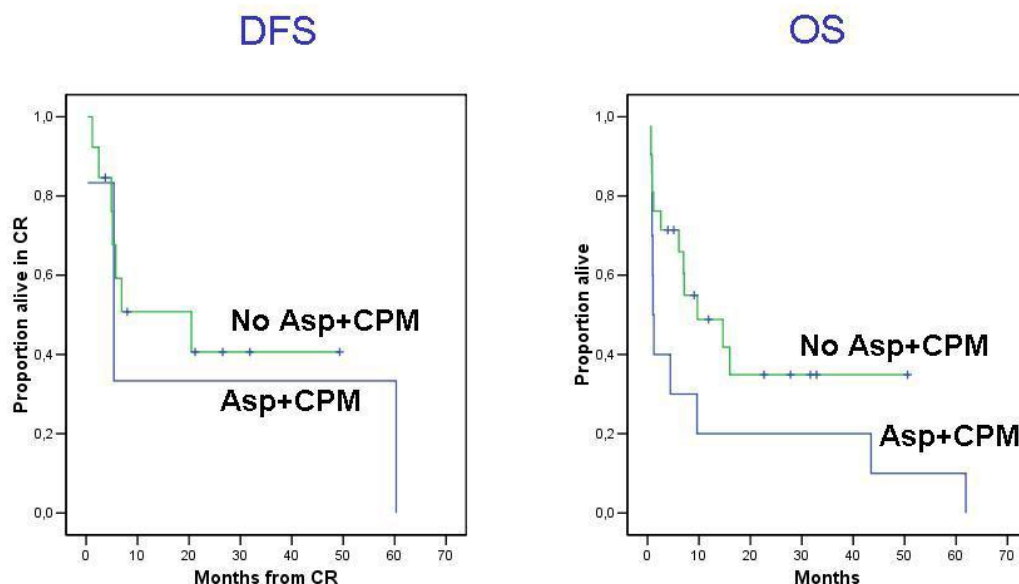 DFS
OS
Proportion alive in CR
1,0
0,8
0,6
0,4
0,2
0,0
No Asp+CPM
Asp+CPM
0 10 20 30 40 50 60 70
Months from CR
Proportion alive
1,0
0,8
0,6
0,4
0,2
0,0
No Asp+CPM
Asp+CPM
0 10 20 30 40 50 60 70
Months